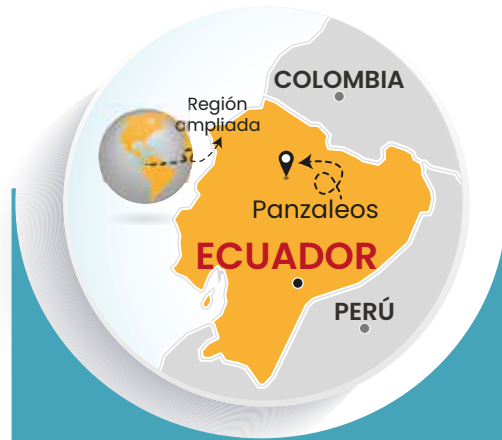 COLOMBIA
Región
ampliada
Panzaleos
ECUADOR
PERÚ